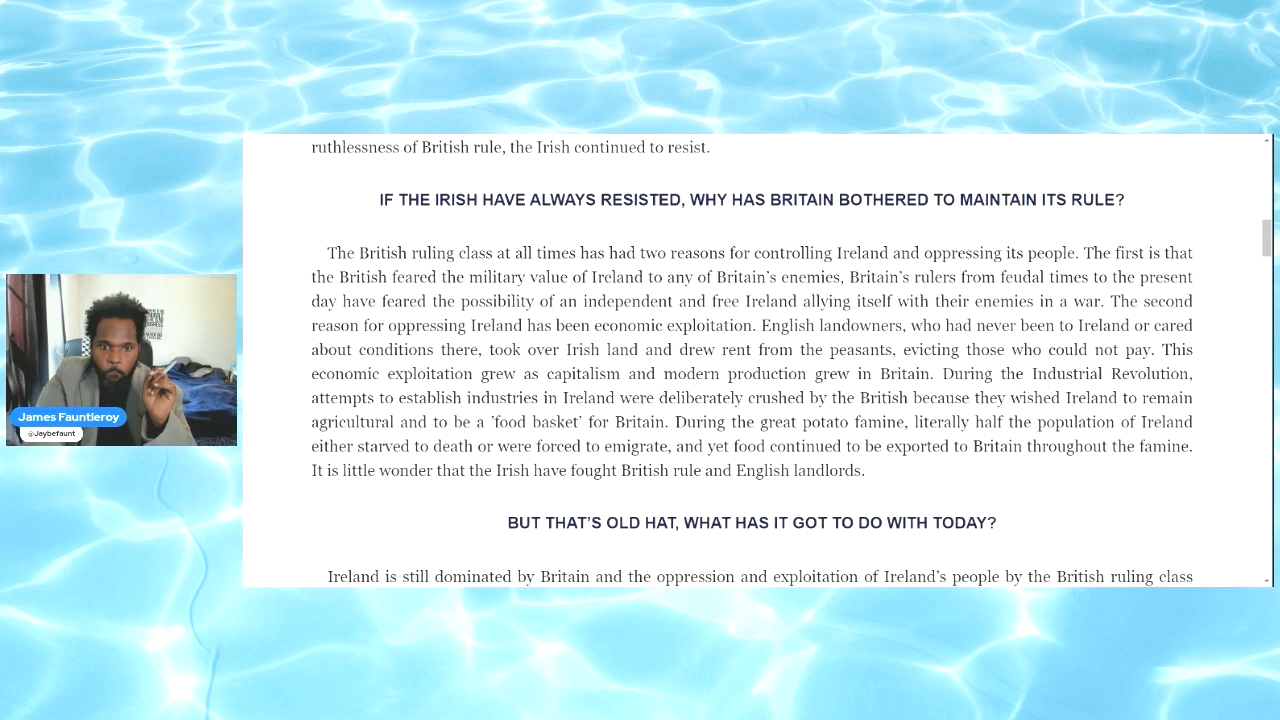 ruthlessness of British rule, the Irish continued to resist.
IF THE IRISH HAVE ALWAYS RESISTED, WHY HAS BRITAIN BOTHERED TO MAINTAIN ITS RULE?
The British ruling class at all times has had two reasons for controlling Ireland and oppressing its people. The first is that
the British feared the military value of Ireland to any of Britain’s enemies, Britain’s rulers from feudal times to the present
day have feared the possibility of an independent and free Ireland allying itself with their enemies in a war. The second
reason for oppressing Ireland has been economic exploitation. English landowners, who had never been to Ireland or cared
about conditions there, took over Irish land and drew rent from the peasants, evicting those who could not pay. This
economic exploitation grew as capitalism and modern production grew in Britain. During the Industrial Revolution,
attempts to establish industries in Ireland were deliberately crushed by the British because they wished Ireland to remain
agricultural and to be a ‘food basket’ for Britain. During the great potato famine, literally half the population of Ireland
either starved to death or were forced to emigrate, and yet food continued to be exported to Britain throughout the famine.
It is little wonder that the Irish have fought British rule and English landlords.
BUT THAT’S OLD HAT, WHAT HAS IT GOT TO DO WITH TODAY?
Ireland is still dominated by Britain and the oppression and exploitation of Ireland’s people by the British ruling class
James Fauntleroy
@Jaybefaunt